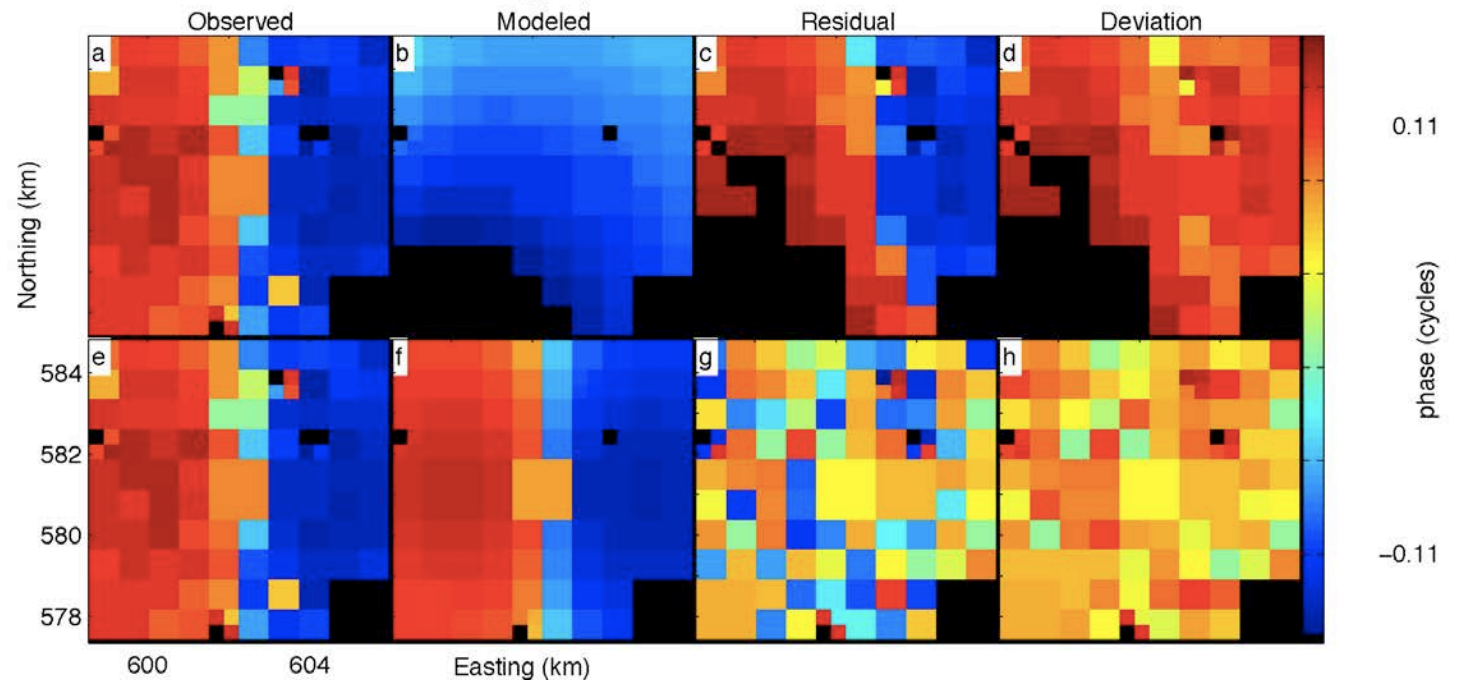 Observed Modeled Residual Deviation
a b c d
0.11
Northing (km)
phase (cycles)
e f g h
584
582
580
578
−0.11
600 604 Easting (km)